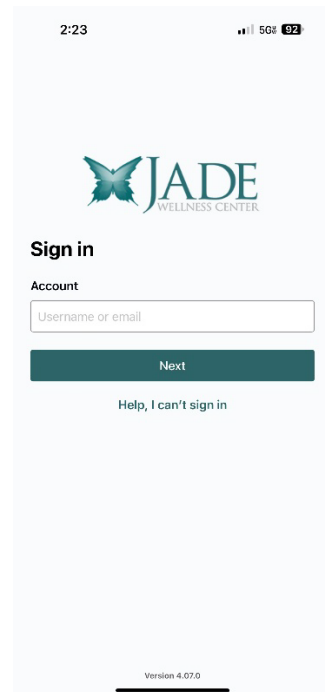 2:23 5G 92
JADE
WELLNESS CENTER
Sign in
Account
Username or email
Next
Help, I can't sign in
Version 4.07.0